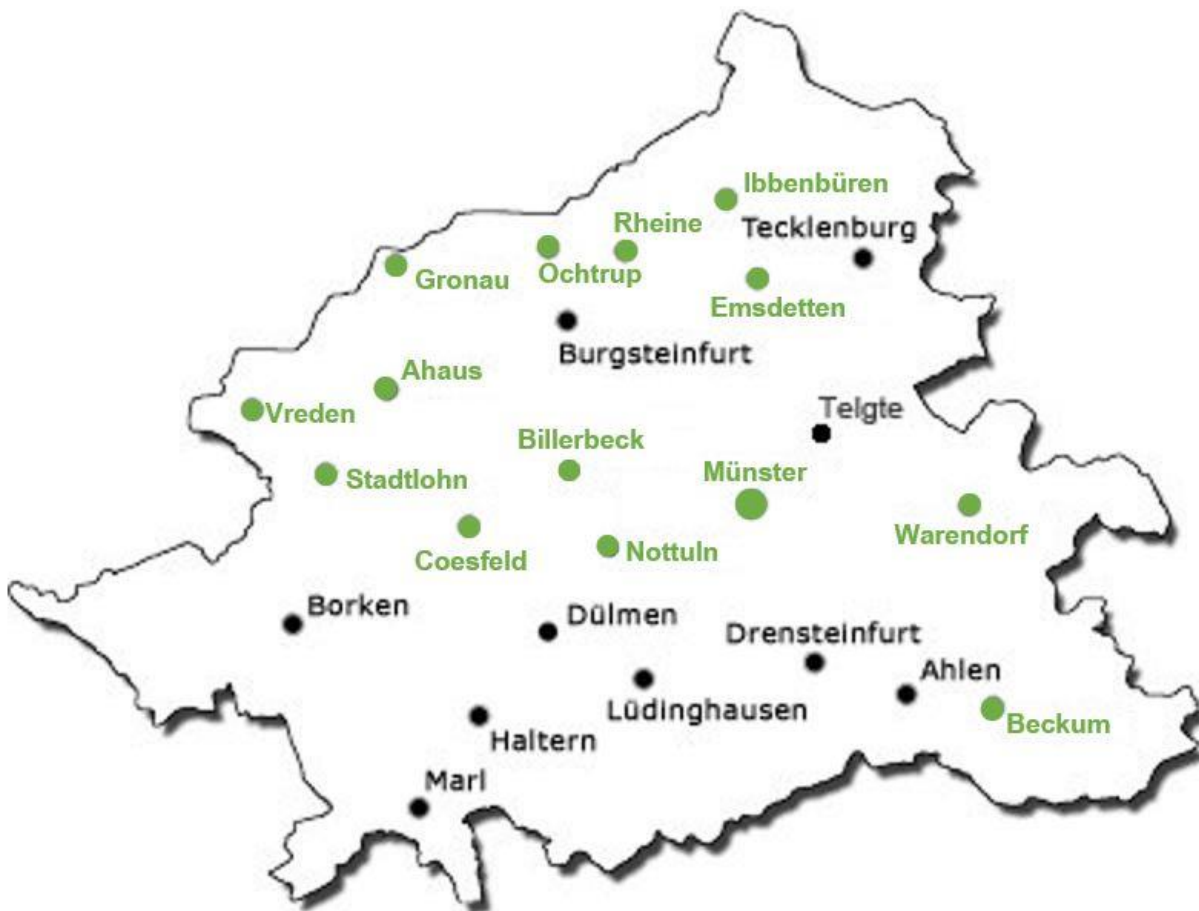 Ibbenbüren
Rheine
Tecklenburg
Gronau
Ochtrup
Emsdetten
Burgsteinfurt
Ahaus
Vreden
Telgte
Billerbeck
Stadtlohn
Münster
Warendorf
Coesfeld
Nottuln
Borken
Dülmen
Drensteinfurt
Ahlen
Lüdinghausen
Beckum
Haltern
Marl